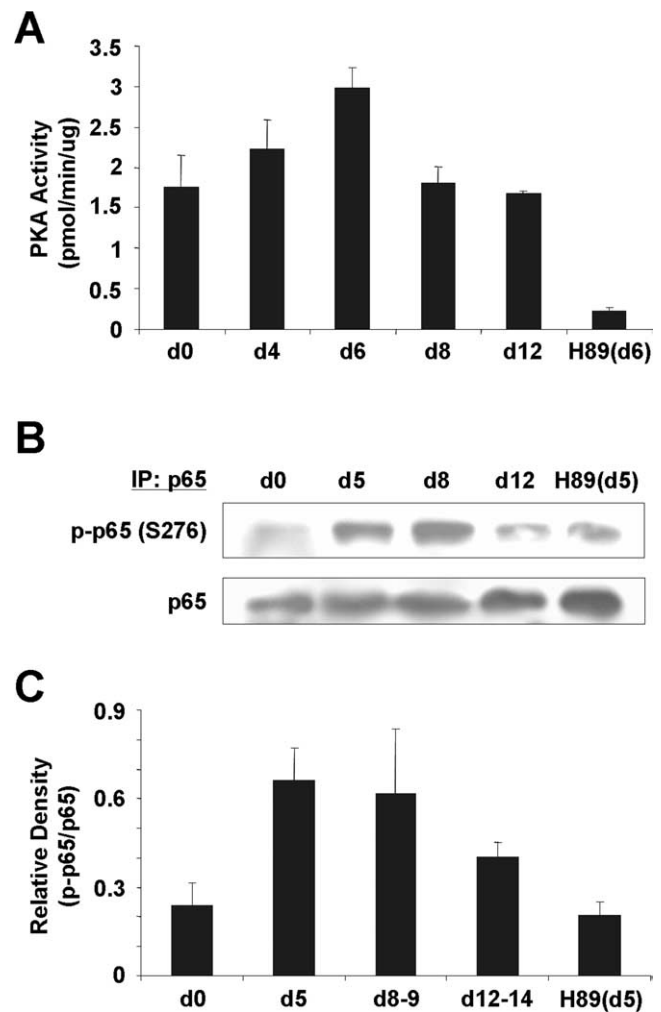 A
PKA Activity
(pmol/min/ug)
3.5
3
2.5
2
1.5
1
0.5
0
d0 d4 d6 d8 d12 H89(d6)
B
IP: p65 d0 d5 d8 d12 H89(d5)
p-p65 (S276)
p65
C
Relative Density
(p-p65/p65)
0.9
0.6
0.3
0
d0 d5 d8-9 d12-14 H89(d5)